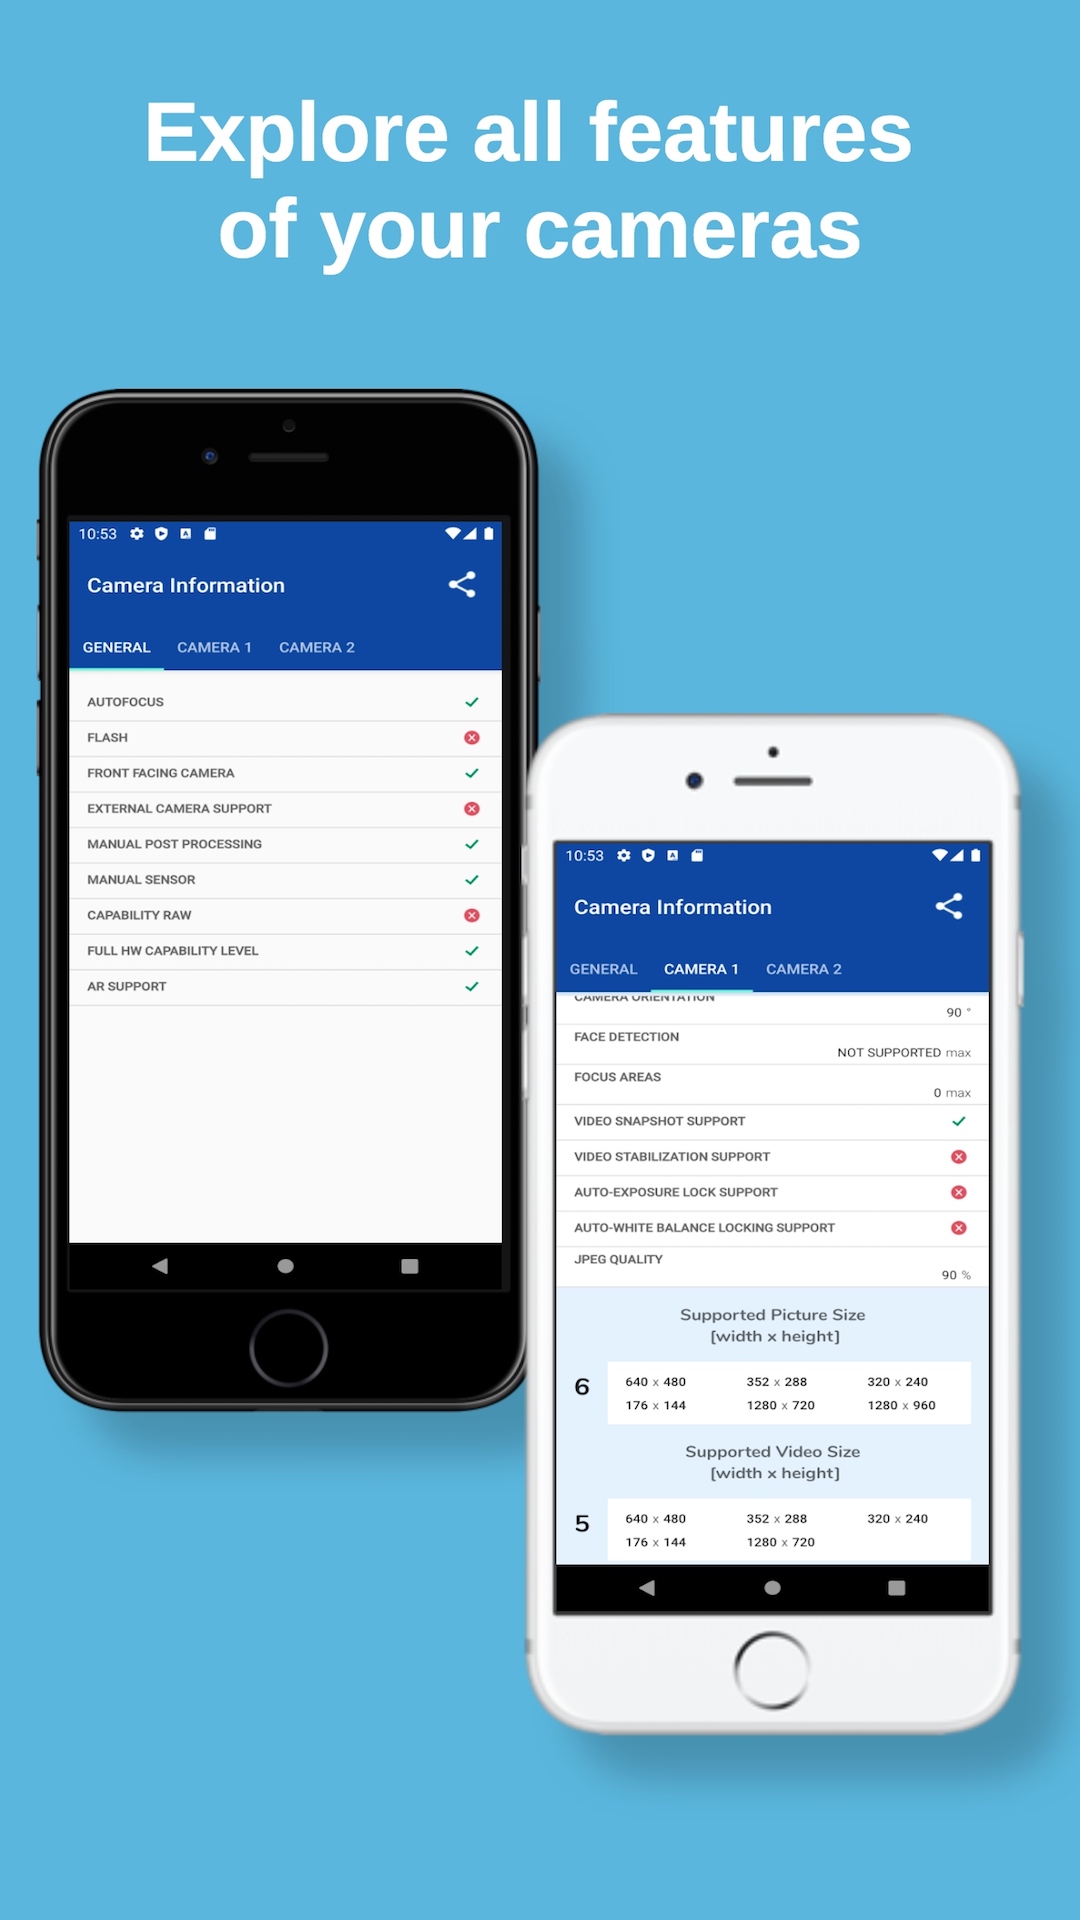 Explore all features
of your cameras
10:53
Camera Information
GENERAL CAMERA 1 CAMERA 2
AUTOFOCUS
FLASH
FRONT FACING CAMERA
EXTERNAL CAMERA SUPPORT
MANUAL POST PROCESSING
MANUAL SENSOR
CAPABILITY RAW
FULL HW CAPABILITY LEVEL
AR SUPPORT
10:53
Camera Information
GENERAL CAMERA 1 CAMERA 2
CAMERA ORIENTATION
90 °
FACE DETECTION
NOT SUPPORTED max
FOCUS AREAS
0 max
VIDEO SNAPSHOT SUPPORT
VIDEO STABILIZATION SUPPORT
AUTO-EXPOSURE LOCK SUPPORT
AUTO-WHITE BALANCE LOCKING SUPPORT
JPEG QUALITY
90 %
Supported Picture Size
[width x height]
6
640 x 480 352 x 288 320 x 240
176 x 144 1280 x 720 1280 x 960
Supported Video Size
[width x height]
5
640 x 480 352 x 288 320 x 240
176 x 144 1280 x 720